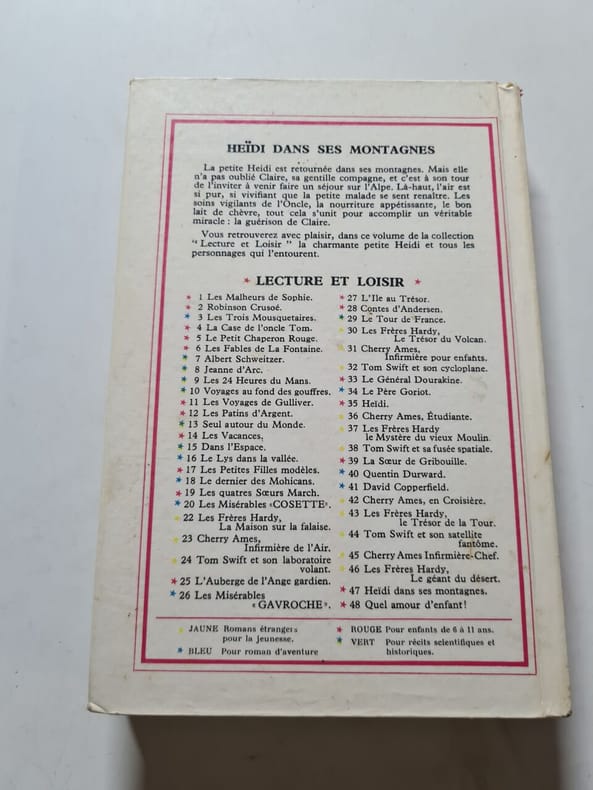 HEÏDI DANS SES MONTAGNES
La petite Heidi est retournée dans ses montagnes. Mais elle
n'a pas oublié Claire, sa gentille compagne, et c'est à son tour
de l'inviter à venir faire un séjour sur l'Alpe. Là-haut, l'air est
si pur, si vivifiant que la petite malade se sent renaître. Les
soins vigilants de l'Oncle, la nourriture appétissante, le bon
lait de chèvre, tout cela s'unit pour accomplir un véritable
miracle : la guérison de Claire.
Vous retrouverez avec plaisir, dans ce volume de la collection
" Lecture et Loisir " la charmante petite Heidi et tous les
personnages qui l'entourent.
* LECTURE ET LOISIR *
* 1 Les Malheurs de Sophie.
* 2 Robinson Crusoé.
* 3 Les Trois Mousquetaires.
* 4 La Case de l'oncle Tom.
* 5 Le Petit Chaperon Rouge.
* 6 Les Fables de La Fontaine.
* 7 Albert Schweitzer.
* 8 Jeanne d'Arc.
* 9 Les 24 Heures du Mans.
* 10 Voyages au fond des gouffres.
* 11 Les Voyages de Gulliver.
* 12 Les Patins d'Argent.
* 13 Seul autour du Monde.
* 14 Les Vacances.
* 15 Dans l'Espace.
* 16 Le Lys dans la vallée.
* 17 Les Petites Filles modèles.
* 18 Le dernier des Mohicans.
* 19 Les quatre Sœurs March.
* 20 Les Misérables «COSETTE».
* 22 Les Frères Hardy,
La Maison sur la falaise.
* 23 Cherry Ames,
Infirmière de l'Air.
* 24 Tom Swift et son laboratoire
volant.
* 25 L'Auberge de l'Ange gardien.
* 26 Les Misérables
« GAVROCHE ».
* 27 L'Ile au Trésor.
* 28 Contes d'Andersen.
* 29 Le Tour de France.
* 30 Les Frères Hardy,
Le Trésor du Volcan.
* 31 Cherry Ames,
Infirmière pour enfants.
* 32 Tom Swift et son cycloplane.
* 33 Le Général Dourakine.
* 34 Le Père Goriot.
* 35 Heïdi.
* 36 Cherry Ames, Étudiante.
* 37 Les Frères Hardy
le Mystère du vieux Moulin.
* 38 Tom Swift et sa fusée spatiale.
* 39 La Sœur de Gribouille.
* 40 Quentin Durward.
* 41 David Copperfield.
* 42 Cherry Ames, en Croisière.
* 43 Les Frères Hardy,
le Trésor de la Tour.
* 44 Tom Swift et son satellite
fantôme.
* 45 Cherry Ames Infirmière-Chef.
* 46 Les Frères Hardy,
Le géant du désert.
* 47 Heïdi dans ses montagnes.
* 48 Quel amour d'enfant!
* JAUNE Romans étrangers
pour la jeunesse.
* BLEU Pour roman d'aventure
* ROUGE Pour enfants de 6 à 11 ans.
* VERT Pour récits scientifiques et
historiques.